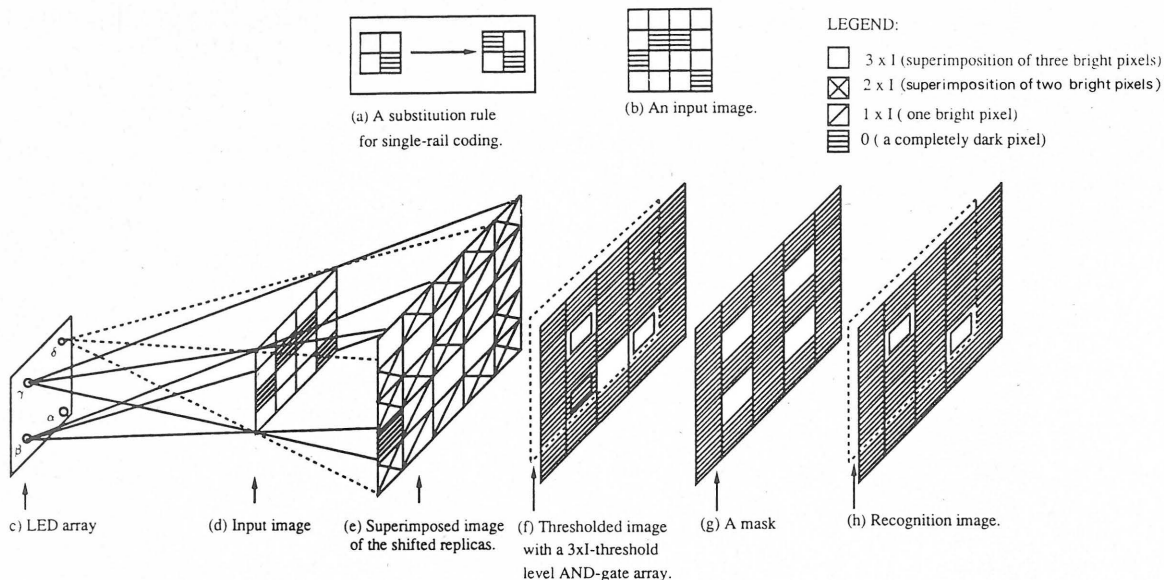 LEGEND:
3 x I (superimposition of three bright pixels)
2 x I (superimposition of two bright pixels)
1 x I ( one bright pixel)
0 ( a completely dark pixel)
(a) A substitution rule
for single-rail coding.
(b) An input image.
δ
γ
α
β
c) LED array
(d) Input image
(e) Superimposed image
of the shifted replicas.
(f) Thresholded image
with a 3xI-threshold
level AND-gate array.
(g) A mask
(h) Recognition image.